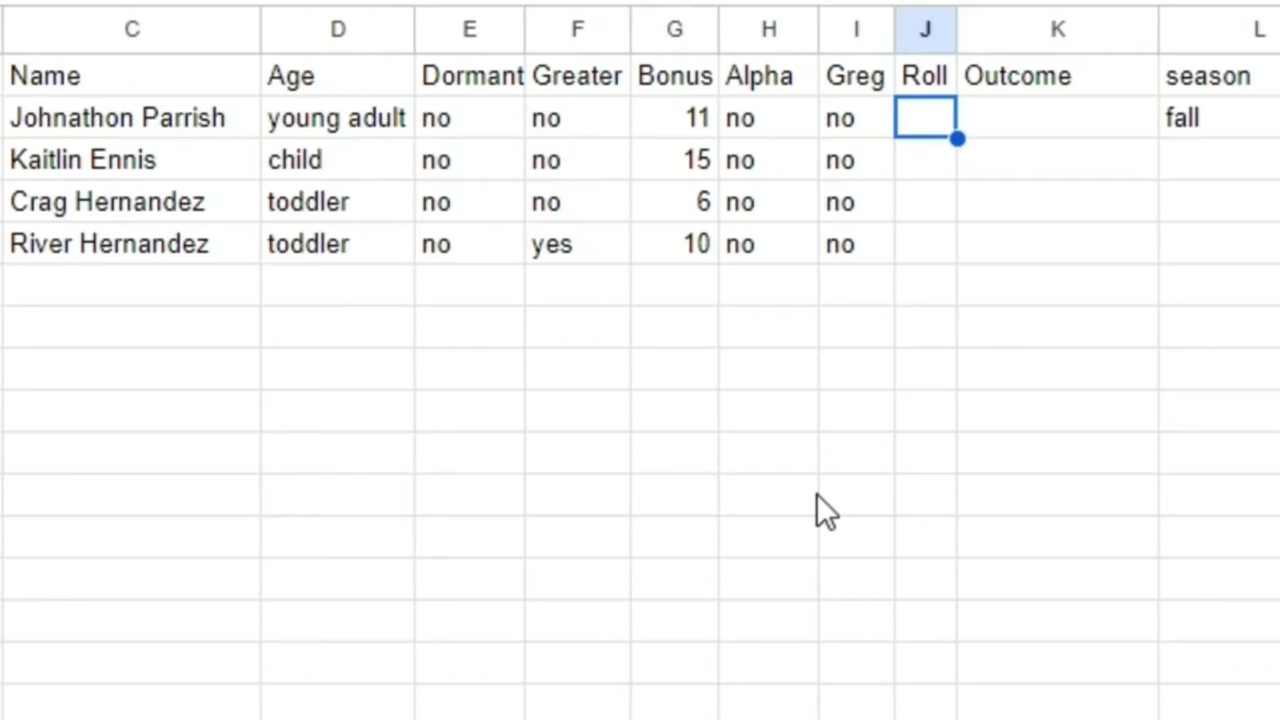 C D E F G H I J K L
Name Age Dormant Greater Bonus Alpha Greg Roll Outcome season
Johnathon Parrish young adult no no 11 no no fall
Kaitlin Ennis child no no 15 no no
Crag Hernandez toddler no no 6 no no
River Hernandez toddler no yes 10 no no